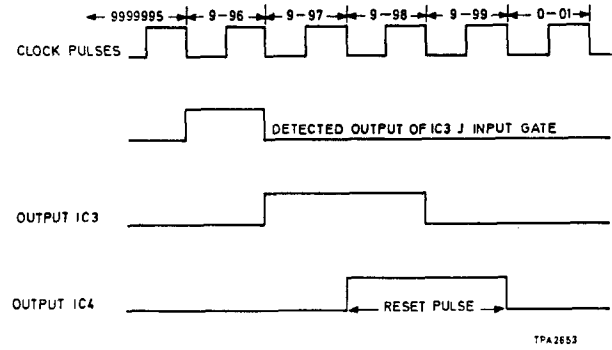 9999995 9-96 9-97 9-98 9-99 0-01
CLOCK PULSES
DETECTED OUTPUT OF IC3 J INPUT GATE
OUTPUT IC3
OUTPUT IC4
RESET PULSE
TPA2653